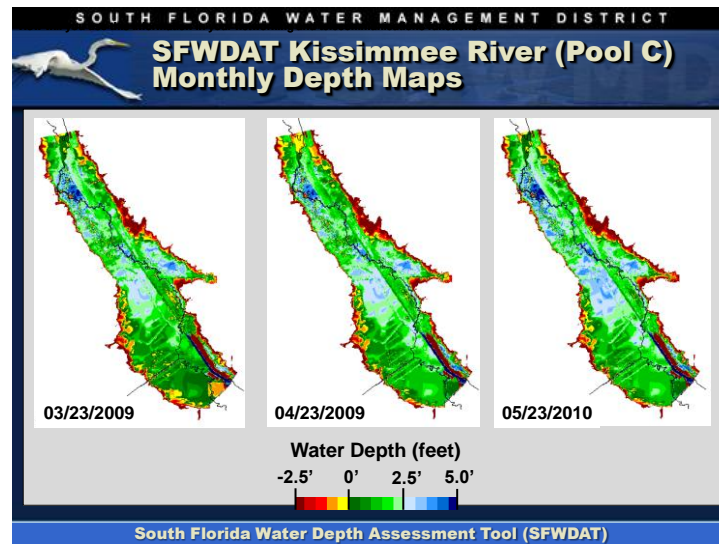 SOUTH FLORIDA WATER MANAGEMENT DISTRICT
SFWDAT Kissimmee River (Pool C)
Monthly Depth Maps
03/23/2009
04/23/2009
05/23/2010
Water Depth (feet)
-2.5' 0' 2.5' 5.0'
South Florida Water Depth Assessment Tool (SFWDAT)